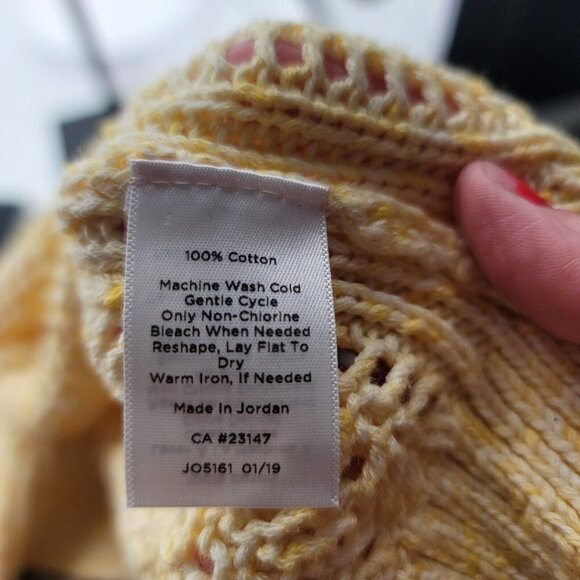 100% Cotton
Machine Wash Cold
Gentle Cycle
Only Non-Chlorine
Bleach When Needed
Reshape, Lay Flat To
Dry
Warm Iron, If Needed
Made In Jordan
CA #23147
JO5161 01/19